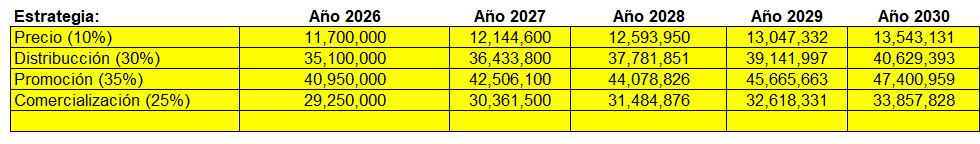 Estrategia: Año 2026 Año 2027 Año 2028 Año 2029 Año 2030
Precio (10%) 11,700,000 12,144,600 12,593,950 13,047,332 13,543,131
Distribucción (30%) 35,100,000 36,433,800 37,781,851 39,141,997 40,629,393
Promoción (35%) 40,950,000 42,506,100 44,078,826 45,665,663 47,400,959
Comercialización (25%) 29,250,000 30,361,500 31,484,876 32,618,331 33,857,828